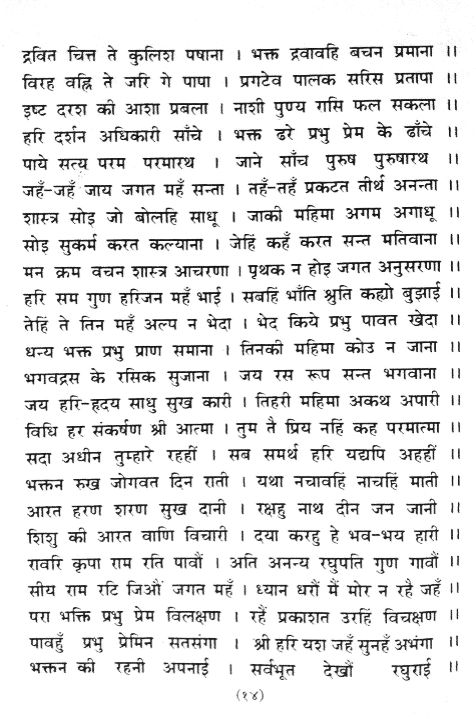 द्रवित चित्त ते कुलिश पषाना । भक्त द्रवावहि बचन प्रमाना ।।
विरह वह्नि ते जरि गे पापा । प्रगटेव पालक सरिस प्रतापा ।।
इष्ट दरश की आशा प्रबला । नाशी पुण्य रासि फल सकला ।।
हरि दर्शन अधिकारी साँचे । भक्त ढरे प्रभु प्रेम के ढाँचे ।।
पाये सत्य परम परमारथ । जाने साँच पुरुष पुरुषारथ ।।
जहँ-जहँ जाय जगत महँ सन्ता । तहँ-तहँ प्रकटत तीर्थ अनन्ता ।।
शास्त्र सोइ जो बोलहि साधू । जाकी महिमा अगम अगाधू ।।
सोइ सुकर्म करत कल्याना । जेहिं कहँ करत सन्त मतिवाना ।।
मन क्रम वचन शास्त्र आचरणा । पृथक न होइ जगत अनुसरणा ।।
हरि सम गुण हरिजन महँ भाई । सबहिं भाँति श्रुति कह्यो बुझाई ।।
तेहिं ते तिन महँ अल्प न भेदा । भेद किये प्रभु पावत खेदा ।।
धन्य भक्त प्रभु प्राण समाना । तिनकी महिमा कोउ न जाना ।।
भगवद्रस के रसिक सुजाना । जय रस रूप सन्त भगवाना ।।
जय हरि-हृदय साधु सुख कारी । तिहरी महिमा अकथ अपारी ।।
विधि हर संकर्षण श्री आत्मा । तुम तै प्रिय नहिं कह परमात्मा ।।
सदा अधीन तुम्हारे रहहीं । सब समर्थ हरि यद्यपि अहहीं ।।
भक्तन रुख जोगवत दिन राती । यथा नचावहिं नाचहिं माती ।।
आरत हरण शरण सुख दानी । रक्षहु नाथ दीन जन जानी ।।
शिशु की आरत वाणि विचारी । दया करहु हे भव-भय हारी ।।
रावरि कृपा राम रति पावौं । अति अनन्य रघुपति गुण गावौं ।।
सीय राम रटि जिऔं जगत महँ । ध्यान धरौं मैं मोर न रहै जहँ ।।
परा भक्ति प्रभु प्रेम विलक्षण । रहैं प्रकाशत उरहिं विचक्षण ।।
पावहुँ प्रभु प्रेमिन सतसंगा । श्री हरि यश जहँ सुनहँ अभंगा ।।
भक्तन की रहनी अपनाई । सर्वभूत देखौं रघुराई ।।
(१४)